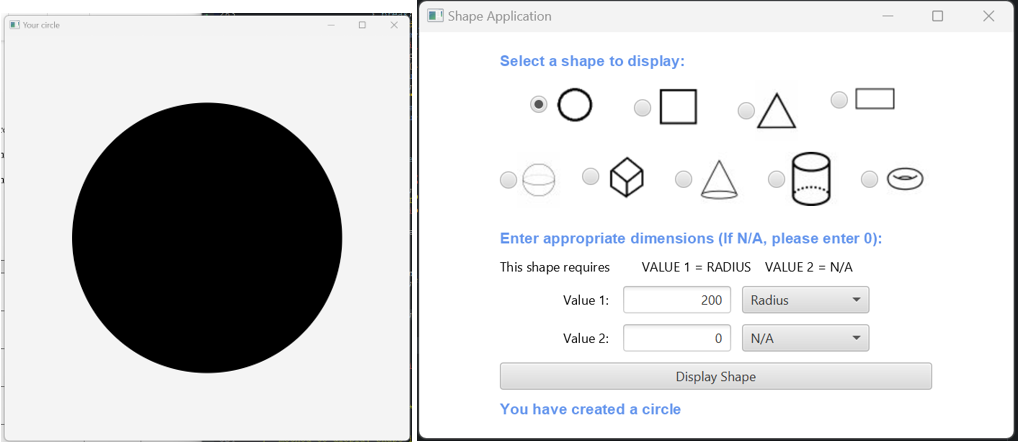 Your circle
Shape Application
Select a shape to display:
Enter appropriate dimensions (If N/A, please enter 0):
This shape requires VALUE 1 = RADIUS VALUE 2 = N/A
Value 1: 200 Radius
Value 2: 0 N/A
Display Shape
You have created a circle